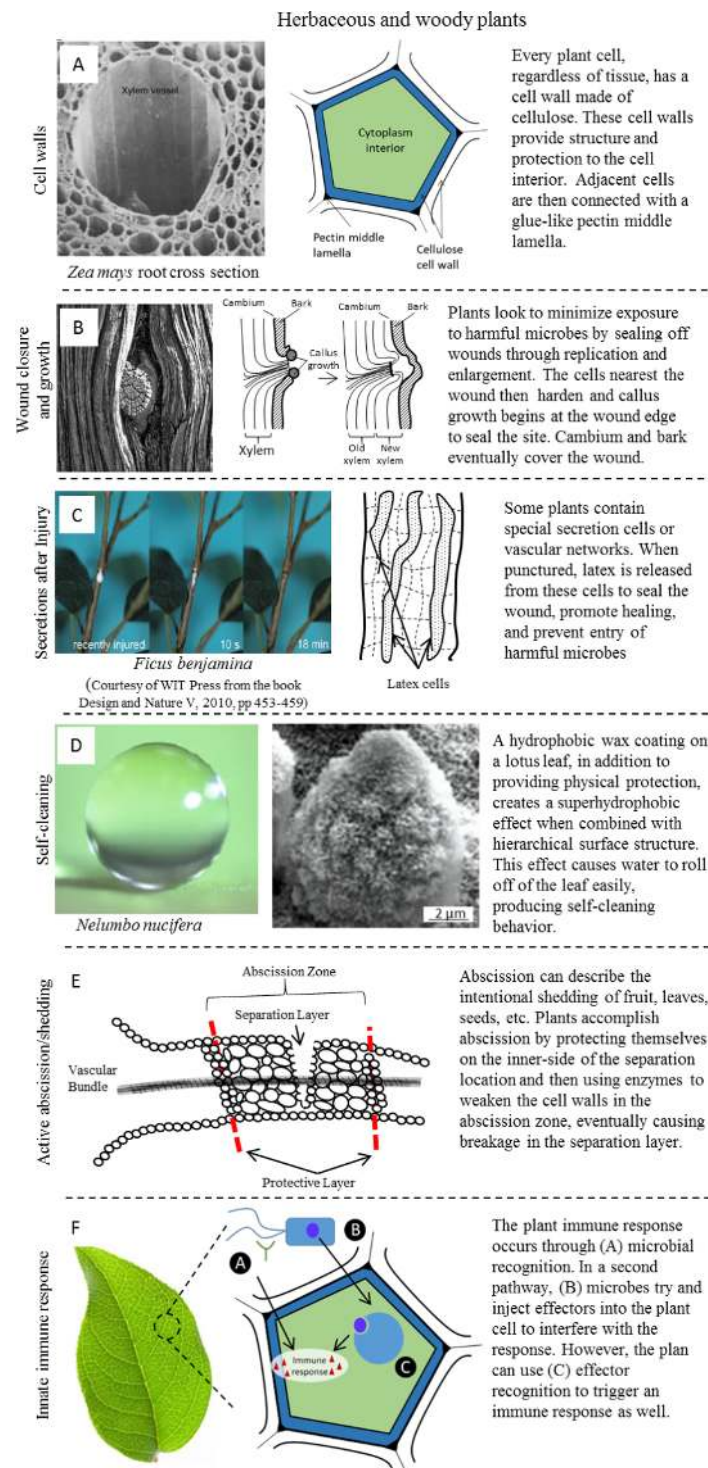 Herbaceous and woody plants
Cell walls
A
Xylem vessel
Zea mays root cross section
Cytoplasm
interior
Pectin middle
lamella
Cellulose
cell wall
Every plant cell,
regardless of tissue, has a
cell wall made of
cellulose. These cell walls
provide structure and
protection to the cell
interior. Adjacent cells
are then connected with a
glue-like pectin middle
lamella.
Wound closure
and growth
B
Cambium
Bark
Cambium
Bark
Callus
growth
Xylem
Old
xylem
New
xylem
Plants look to minimize exposure
to harmful microbes by sealing off
wounds through replication and
enlargement. The cells nearest the
wound then harden and callus
growth begins at the wound edge
to seal the site. Cambium and bark
eventually cover the wound.
Secretions after Injury
C
recently injured
10 s
18 min
Ficus benjamina
(Courtesy of WIT Press from the book
Design and Nature V, 2010, pp 453-459)
Latex cells
Some plants contain
special secretion cells or
vascular networks. When
punctured, latex is released
from these cells to seal the
wound, promote healing,
and prevent entry of
harmful microbes
Self-cleaning
D
Nelumbo nucifera
2 µm
A hydrophobic wax coating on
a lotus leaf, in addition to
providing physical protection,
creates a superhydrophobic
effect when combined with
hierarchical surface structure.
This effect causes water to roll
off of the leaf easily,
producing self-cleaning
behavior.
Active abscission/shedding
E
Abscission Zone
Separation Layer
Vascular
Bundle
Protective Layer
Abscission can describe the
intentional shedding of fruit, leaves,
seeds, etc. Plants accomplish
abscission by protecting themselves
on the inner-side of the separation
location and then using enzymes to
weaken the cell walls in the
abscission zone, eventually causing
breakage in the separation layer.
Innate immune response
F
A
B
C
Immune
response
The plant immune response
occurs through (A) microbial
recognition. In a second
pathway, (B) microbes try and
inject effectors into the plant
cell to interfere with the
response. However, the plan
can use (C) effector
recognition to trigger an
immune response as well.